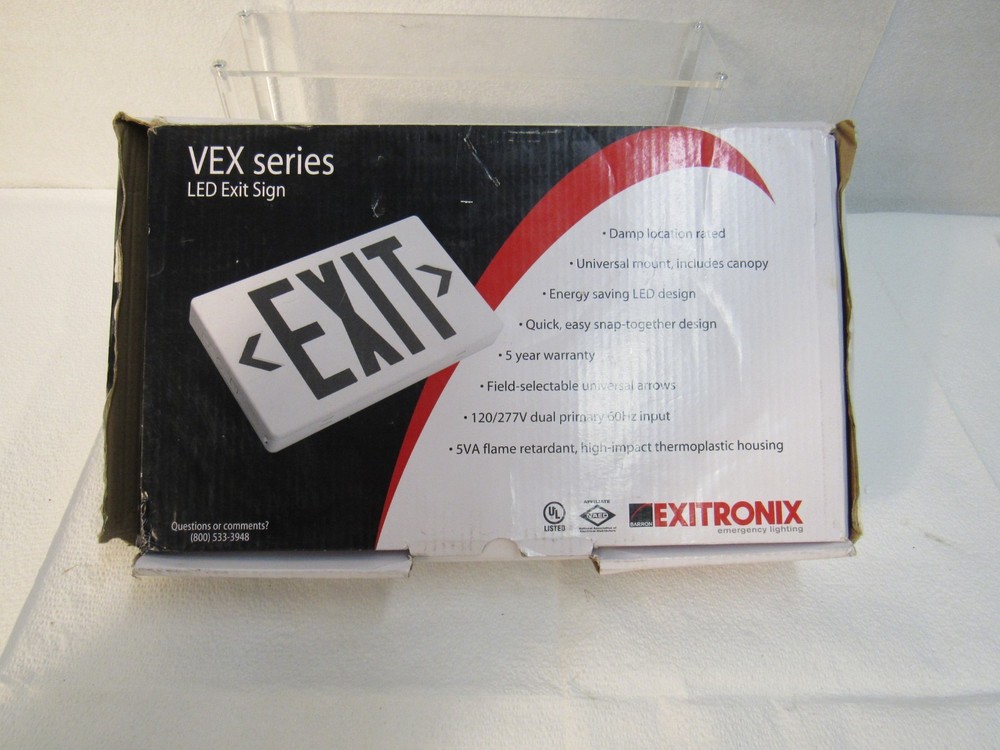 VEX series
LED Exit Sign
<EXIT>
• Damp location rated
• Universal mount, includes canopy
• Energy saving LED design
• Quick, easy snap-together design
• 5 year warranty
• Field-selectable universal arrows
• 120/277V dual primary 60Hz input
• 5VA flame retardant, high-impact thermoplastic housing
Questions or comments?
(800) 533-3948
UL
LISTED
AFFILIATE
NAED
BARRON
EXITRONIX
emergency lighting